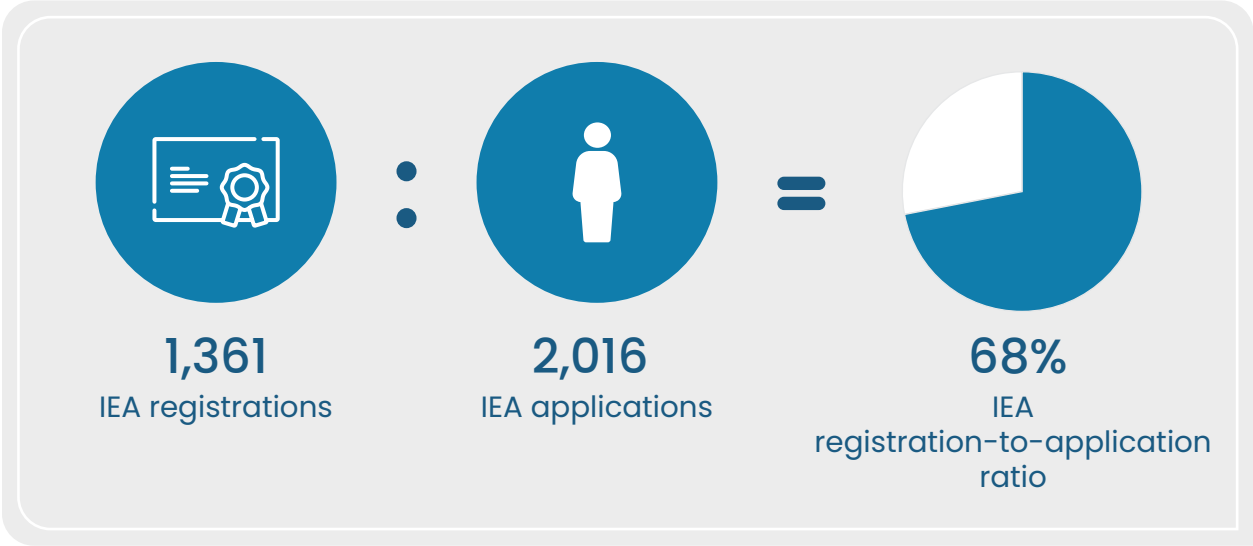 1,361
IEA registrations
2,016
IEA applications
68%
IEA
registration-to-application
ratio